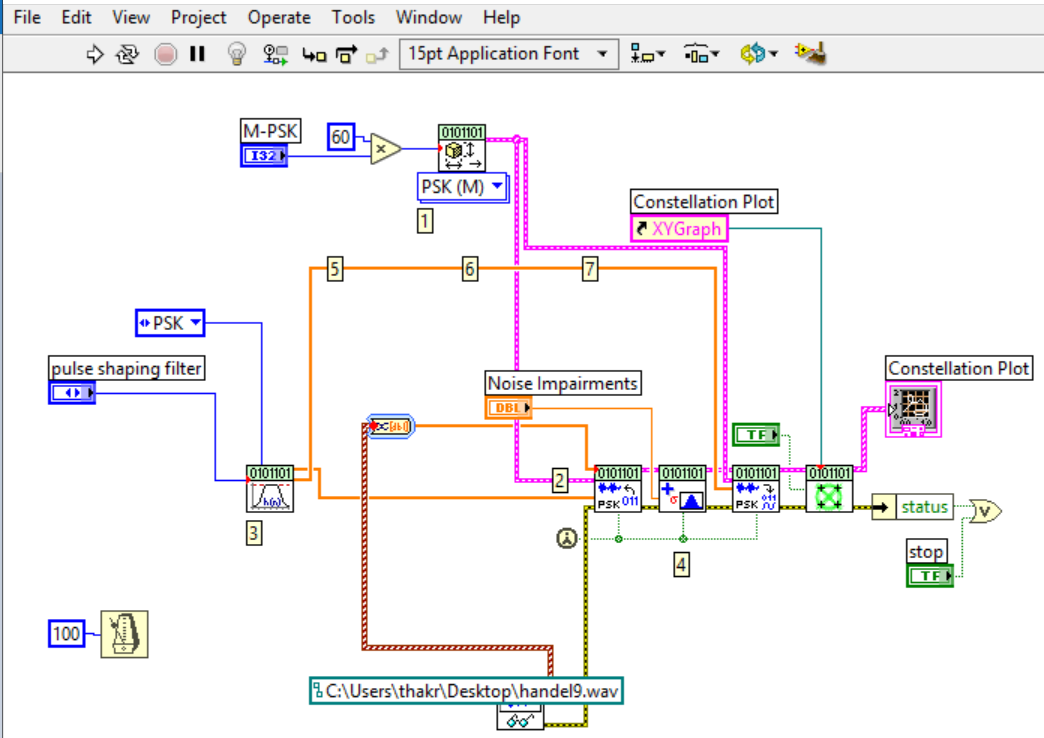 File Edit View Project Operate Tools Window Help
15pt Application Font
M-PSK
60
I32
0101101
PSK (M)
1
Constellation Plot
XYGraph
5 6 7
PSK
pulse shaping filter
Noise Impairments
DBL
Constellation Plot
TF
0101101
2
0101101 0101101 0101101 0101101
PSK 011
σ
PSK 011
h(n)
3
4
status
V
stop
TF
100
C:\Users\thakr\Desktop\handel9.wav